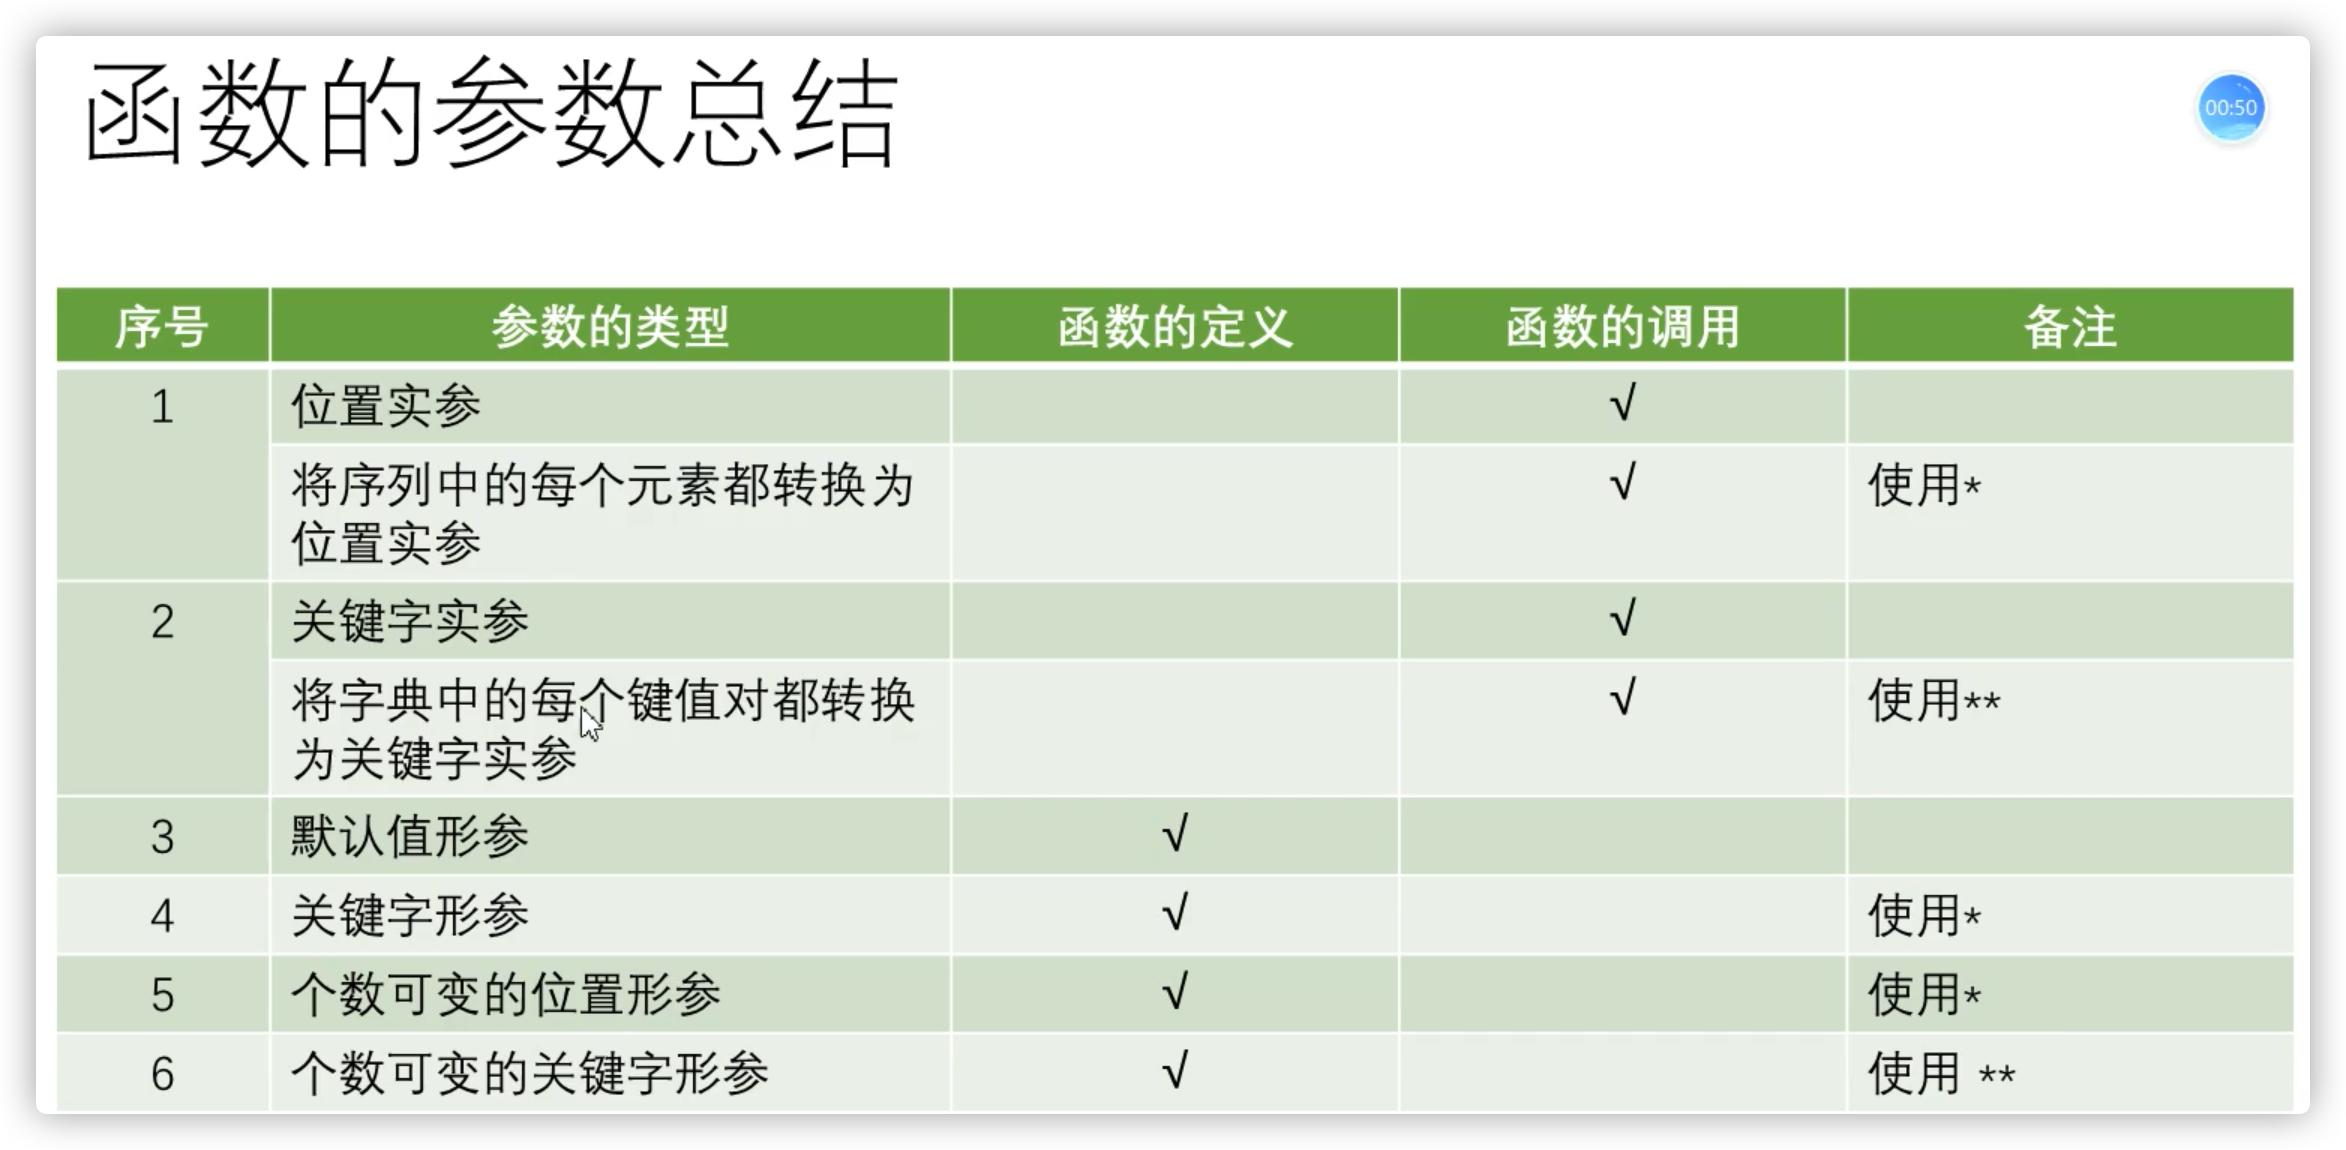 函数的参数总结
00:50
序号 参数的类型 函数的定义 函数的调用 备注
1 位置实参 √
将序列中的每个元素都转换为 √ 使用*
位置实参
2 关键字实参 √
将字典中的每个键值对都转换 √ 使用**
为关键字实参
3 默认值形参 √
4 关键字形参 √ 使用*
5 个数可变的位置形参 √ 使用*
6 个数可变的关键字形参 √ 使用 **